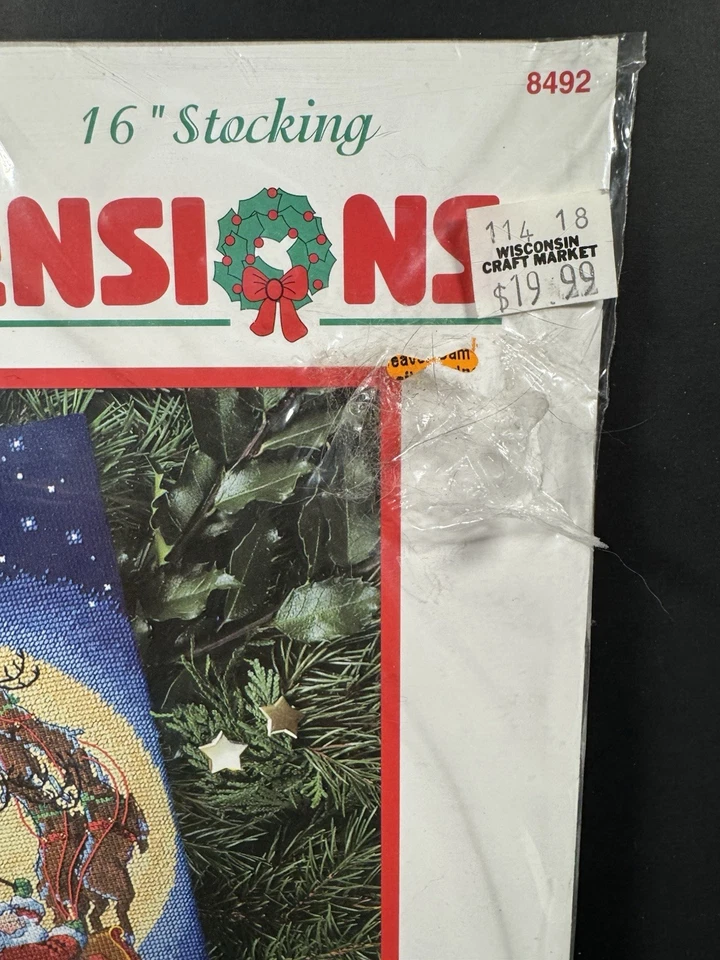 8492
16" Stocking
ENSIONS
114 18
WISCONSIN
CRAFT MARKET
$19.99